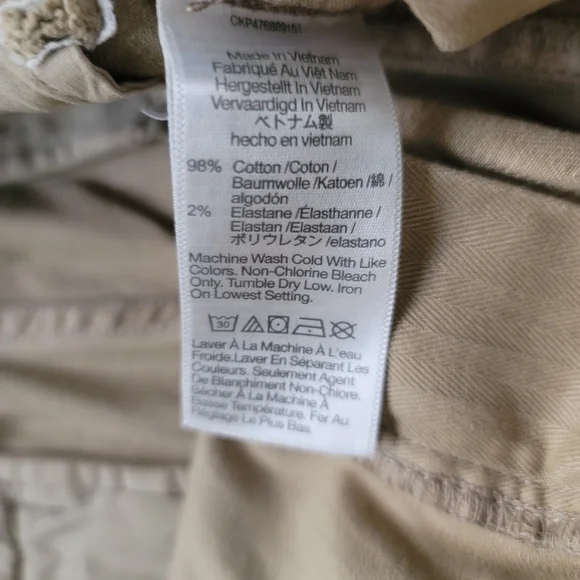 CKP476809101
Made In Vietnam
Fabriqué Au Viêt Nam
Hergestellt In Vietnam
Vervaardigd In Vietnam
ベトナム製
hecho en vietnam
98% Cotton /Coton /
Baumwolle /Katoen /綿 /
algodón
2% Elastane /Élasthanne /
Elastan /Elastaan /
ポリウレタン /elastano
Machine Wash Cold With Like
Colors. Non-Chlorine Bleach
Only. Tumble Dry Low. Iron
On Lowest Setting.
30
Laver À La Machine À L'eau
Froide.Laver En Séparant Les
Couleurs. Seulement Agent
De Blanchiment Non-Chlore.
Sécher À La Machine À
Basse Température. Fer Au
Réglage Le Plus Bas.